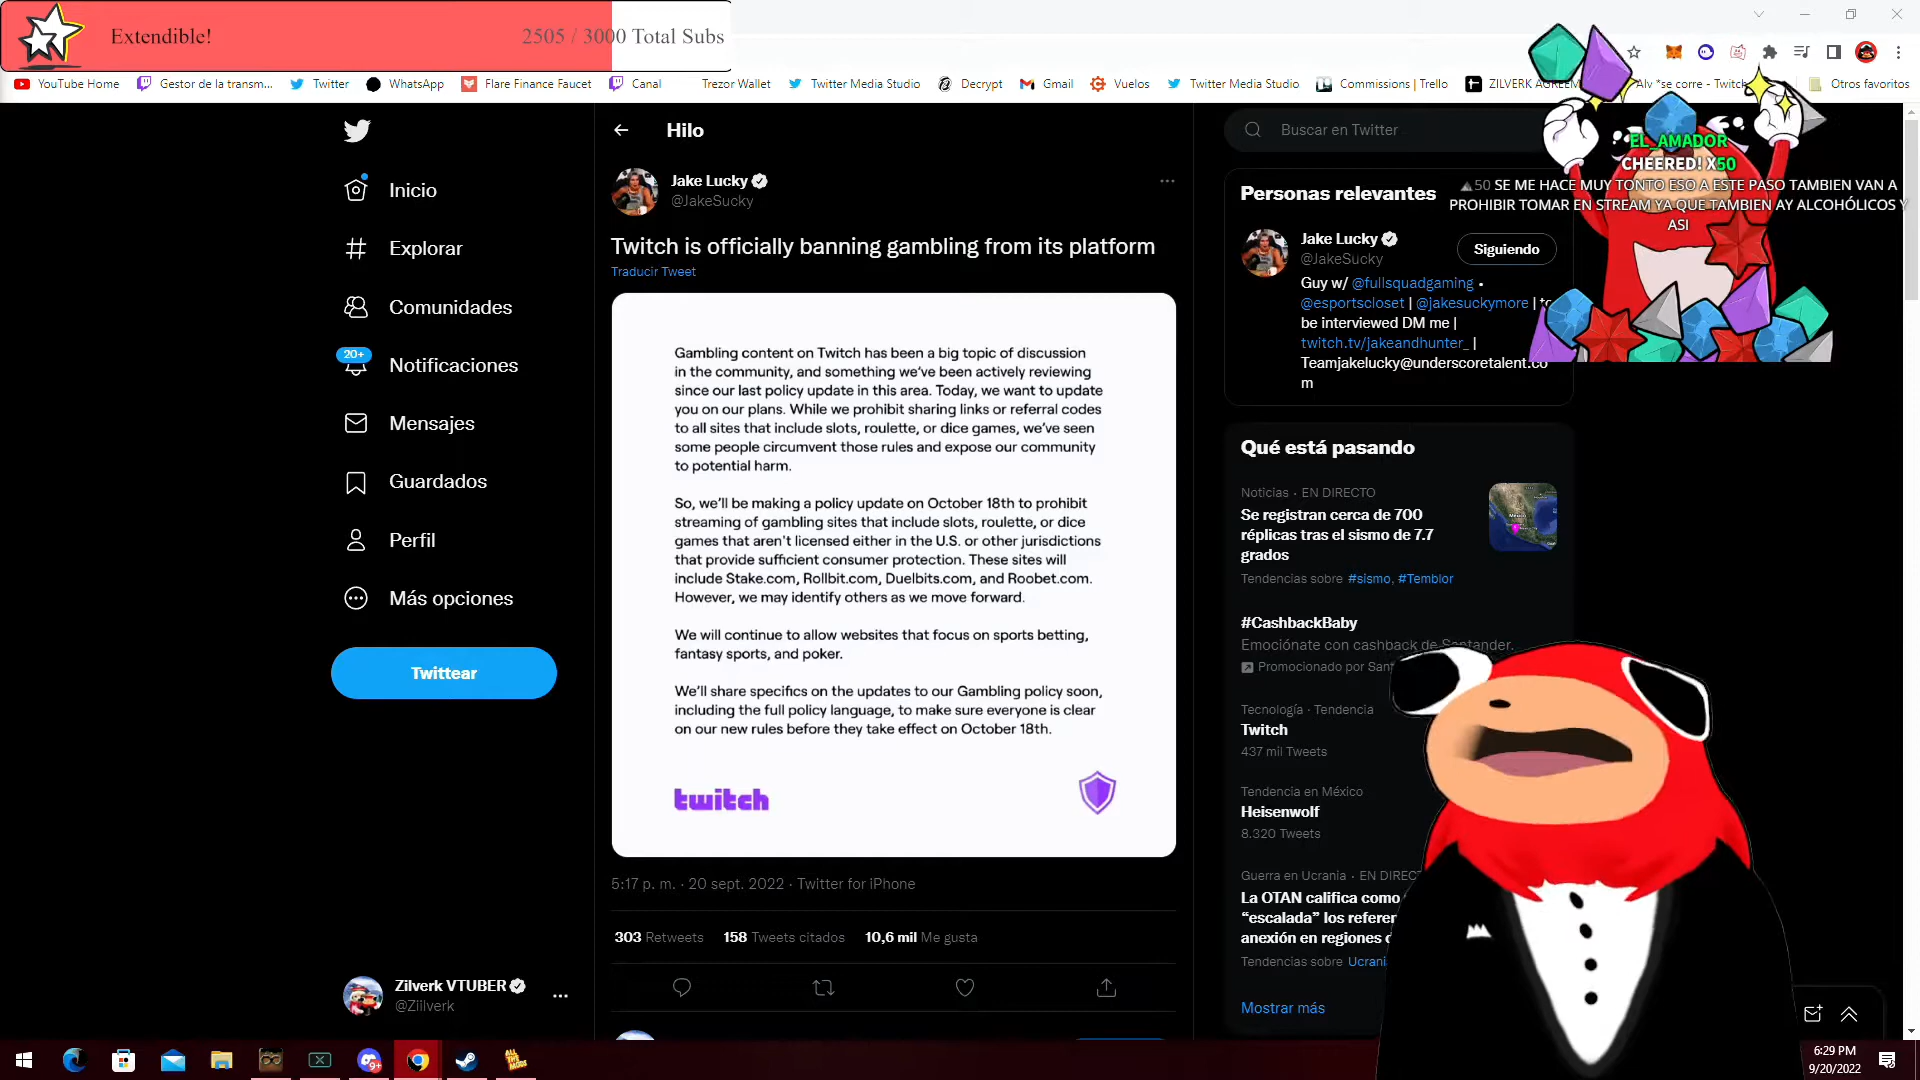 Extendible!
2505 / 3000 Total Subs
YouTube Home
Gestor de la transm...
Twitter
WhatsApp
Flare Finance Faucet
Canal
Trezor Wallet
Twitter Media Studio
Decrypt
Gmail
Vuelos
Twitter Media Studio
Commissions | Trello
ZILVERK
Alv *se corre - Twitch
Otros favoritos
EL_AMADOR
CHEERED! X50
50 SE ME HACE MUY TONTO ESO A ESTE PASO TAMBIEN VAN A
PROHIBIR TOMAR EN STREAM YA QUE TAMBIEN AY ALCOHÓLICOS Y
ASI
Inicio
Explorar
Comunidades
20+
Notificaciones
Mensajes
Guardados
Perfil
Más opciones
Twittear
Zilverk VTUBER
@Ziilverk
Hilo
Jake Lucky
@JakeSucky
Twitch is officially banning gambling from its platform
Traducir Tweet
Gambling content on Twitch has been a big topic of discussion
in the community, and something we've been actively reviewing
since our last policy update in this area. Today, we want to update
you on our plans. While we prohibit sharing links or referral codes
to all sites that include slots, roulette, or dice games, we've seen
some people circumvent those rules and expose our community
to potential harm.
So, we'll be making a policy update on October 18th to prohibit
streaming of gambling sites that include slots, roulette, or dice
games that aren't licensed either in the U.S. or other jurisdictions
that provide sufficient consumer protection. These sites will
include Stake.com, Rollbit.com, Duelbits.com, and Roobet.com.
However, we may identify others as we move forward.
We will continue to allow websites that focus on sports betting,
fantasy sports, and poker.
We'll share specifics on the updates to our Gambling policy soon,
including the full policy language, to make sure everyone is clear
on our new rules before they take effect on October 18th.
twitch
5:17 p. m. · 20 sept. 2022 · Twitter for iPhone
303 Retweets 158 Tweets citados 10,6 mil Me gusta
Buscar en Twitter
Personas relevantes
Jake Lucky
@JakeSucky
Siguiendo
Guy w/ @fullsquadgaming •
@esportscloset | @jakesuckymore | to
be interviewed DM me |
twitch.tv/jakeandhunter_ |
Teamjakelucky@underscoretalent.co
m
Qué está pasando
Noticias · EN DIRECTO
Se registran cerca de 700
réplicas tras el sismo de 7.7
grados
Tendencias sobre #sismo, #Temblor
#CashbackBaby
Emociónate con cashback de Santander.
Promocionado por
Tecnología · Tendencia
Twitch
437 mil Tweets
Tendencia en México
Heisenwolf
8.320 Tweets
Guerra en Ucrania · EN
La OTAN califica como
“escalada” los
anexión en regiones
Tendencias sobre
Mostrar más
9+
6:29 PM
9/20/2022